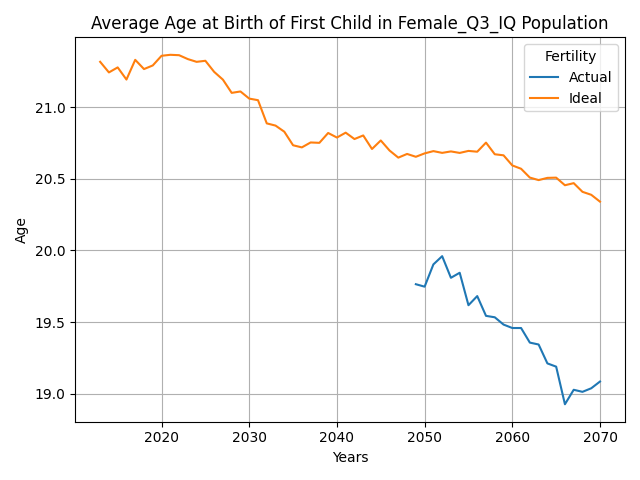 Average Age at Birth of First Child in Female_Q3_IQ Population
Fertility
Actual
Ideal
Age
21.0
20.5
20.0
19.5
19.0
2020 2030 2040 2050 2060 2070
Years